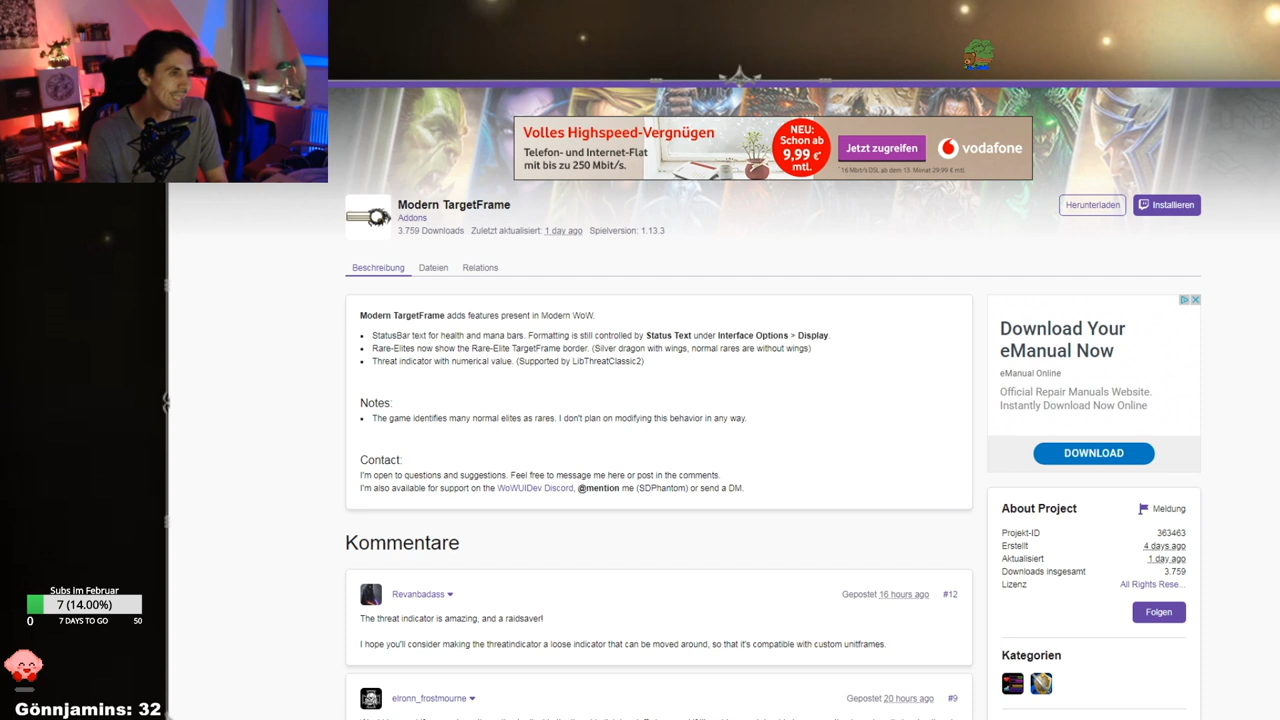 Volles Highspeed-Vergnügen
Telefon- und Internet-Flat
mit bis zu 250 Mbit/s.
NEU:
Schon ab
9,99 €*
mtl.
Jetzt zugreifen
vodafone
*16 Mbit/s DSL ab dem 13. Monat 29,99 € mtl.
Modern TargetFrame
Addons
3.759 Downloads Zuletzt aktualisiert: 1 day ago Spielversion: 1.13.3
Herunterladen
Installieren
Beschreibung Dateien Relations
Modern TargetFrame adds features present in Modern WoW.
• StatusBar text for health and mana bars. Formatting is still controlled by Status Text under Interface Options > Display.
• Rare-Elites now show the Rare-Elite TargetFrame border. (Silver dragon with wings, normal rares are without wings)
• Threat indicator with numerical value. (Supported by LibThreatClassic2)
Notes:
• The game identifies many normal elites as rares. I don't plan on modifying this behavior in any way.
Contact:
I'm open to questions and suggestions. Feel free to message me here or post in the comments.
I'm also available for support on the WoWUIDev Discord, @mention me (SDPhantom) or send a DM.
Kommentare
Revanbadass
Gepostet 16 hours ago #12
The threat indicator is amazing, and a raidsaver!
I hope you'll consider making the threatindicator a loose indicator that can be moved around, so that it's compatible with custom unitframes.
elronn_frostmourne
Gepostet 20 hours ago #9
Download Your
eManual Now
eManual Online
Official Repair Manuals Website.
Instantly Download Now Online
DOWNLOAD
About Project
Meldung
Projekt-ID 363463
Erstellt 4 days ago
Aktualisiert 1 day ago
Downloads insgesamt 3.759
Lizenz All Rights Rese...
Folgen
Kategorien
Subs im Februar
7 (14.00%)
0 7 DAYS TO GO 50
Gönnjamins: 32